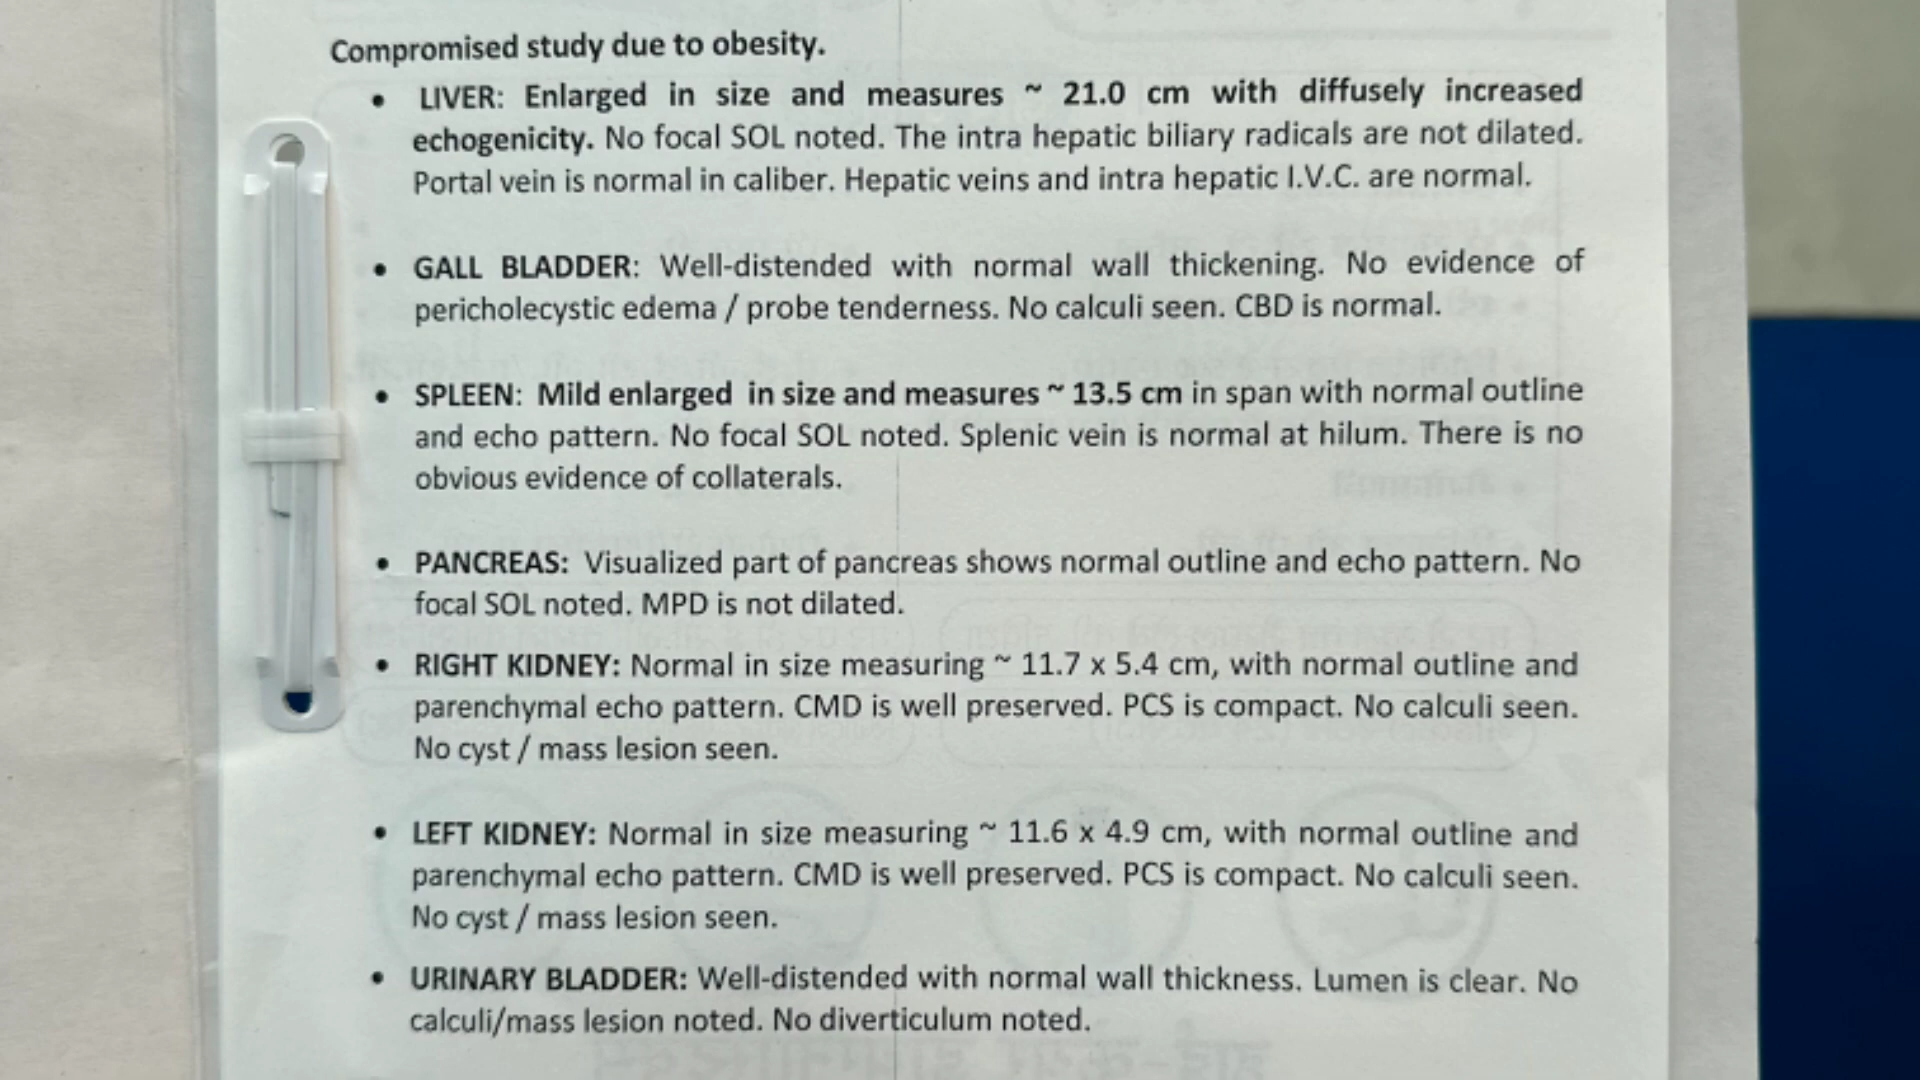 Compromised study due to obesity.
• LIVER: Enlarged in size and measures ~ 21.0 cm with diffusely increased
echogenicity. No focal SOL noted. The intra hepatic biliary radicals are not dilated.
Portal vein is normal in caliber. Hepatic veins and intra hepatic I.V.C. are normal.
• GALL BLADDER: Well-distended with normal wall thickening. No evidence of
pericholecystic edema / probe tenderness. No calculi seen. CBD is normal.
• SPLEEN: Mild enlarged in size and measures ~ 13.5 cm in span with normal outline
and echo pattern. No focal SOL noted. Splenic vein is normal at hilum. There is no
obvious evidence of collaterals.
• PANCREAS: Visualized part of pancreas shows normal outline and echo pattern. No
focal SOL noted. MPD is not dilated.
• RIGHT KIDNEY: Normal in size measuring ~ 11.7 x 5.4 cm, with normal outline and
parenchymal echo pattern. CMD is well preserved. PCS is compact. No calculi seen.
No cyst / mass lesion seen.
• LEFT KIDNEY: Normal in size measuring ~ 11.6 x 4.9 cm, with normal outline and
parenchymal echo pattern. CMD is well preserved. PCS is compact. No calculi seen.
No cyst / mass lesion seen.
• URINARY BLADDER: Well-distended with normal wall thickness. Lumen is clear. No
calculi/mass lesion noted. No diverticulum noted.